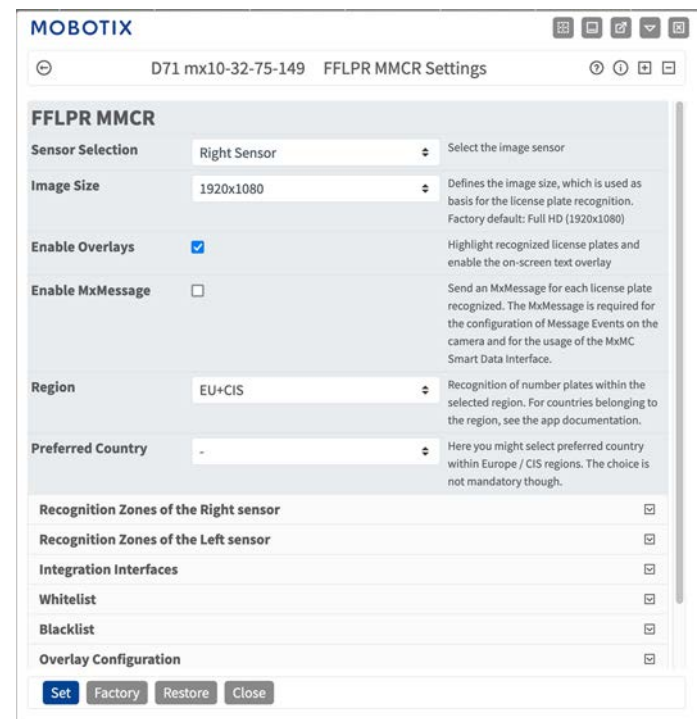 MOBOTIX
D71 mx10-32-75-149 FFLPR MMCR Settings
FFLPR MMCR
Sensor Selection
Right Sensor
Select the image sensor
Image Size
1920x1080
Defines the image size, which is used as
basis for the license plate recognition.
Factory default: Full HD (1920x1080)
Enable Overlays
Highlight recognized license plates and
enable the on-screen text overlay
Enable MxMessage
Send an MxMessage for each license plate
recognized. The MxMessage is required for
the configuration of Message Events on the
camera and for the usage of the MxMC
Smart Data Interface.
Region
EU+CIS
Recognition of number plates within the
selected region. For countries belonging to
the region, see the app documentation.
Preferred Country
-
Here you might select preferred country
within Europe / CIS regions. The choice is
not mandatory though.
Recognition Zones of the Right sensor
Recognition Zones of the Left sensor
Integration Interfaces
Whitelist
Blacklist
Overlay Configuration
Set Factory Restore Close